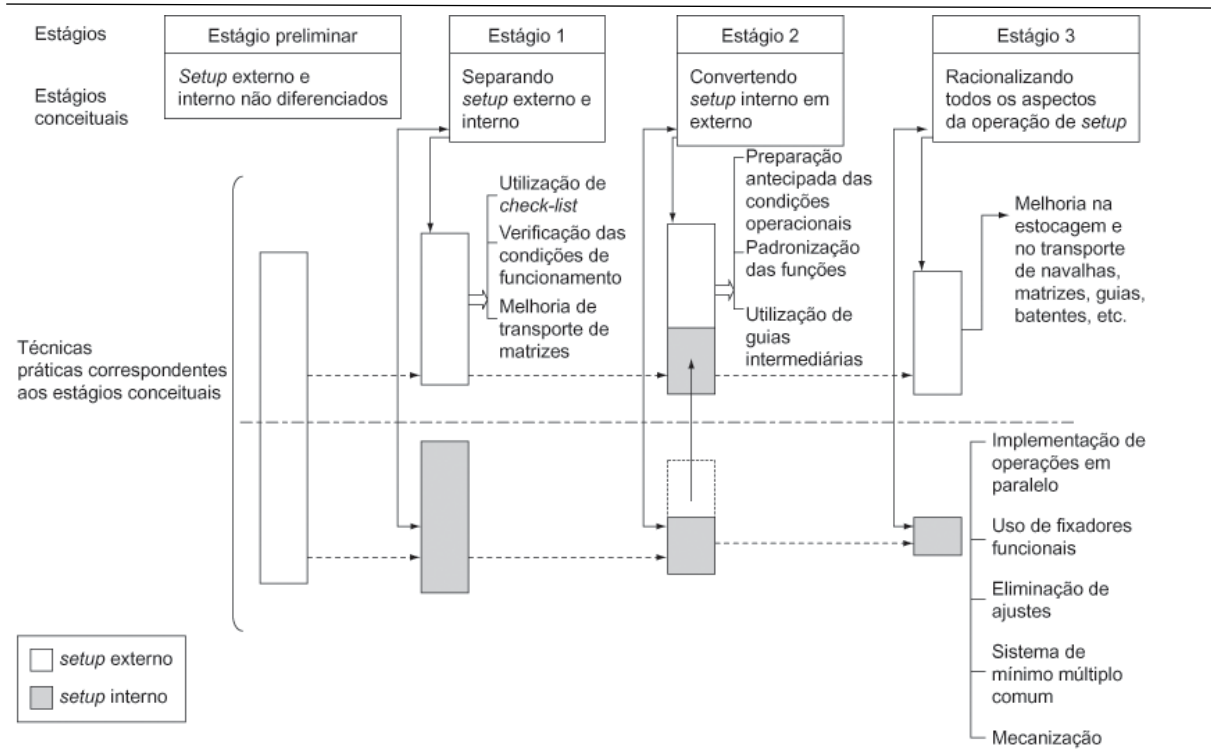 Estágios
Estágio preliminar
Estágio 1
Estágio 2
Estágio 3
Estágios
conceituais
Setup externo e
interno não diferenciados
Separando
setup externo e
interno
Convertendo
setup interno em
externo
Racionalizando
todos os aspectos
da operação de setup
Técnicas
práticas correspondentes
aos estágios conceituais
Utilização de
check-list
Verificação das
condições de
funcionamento
Melhoria de
transporte de
matrizes
Preparação
antecipada das
condições
operacionais
Padronização
das funções
Utilização de
guias
intermediárias
Melhoria na
estocagem e
no transporte
de navalhas,
matrizes, guias,
batentes, etc.
Implementação de
operações em
paralelo
Uso de fixadores
funcionais
Eliminação de
ajustes
Sistema de
mínimo múltiplo
comum
Mecanização
setup externo
setup interno